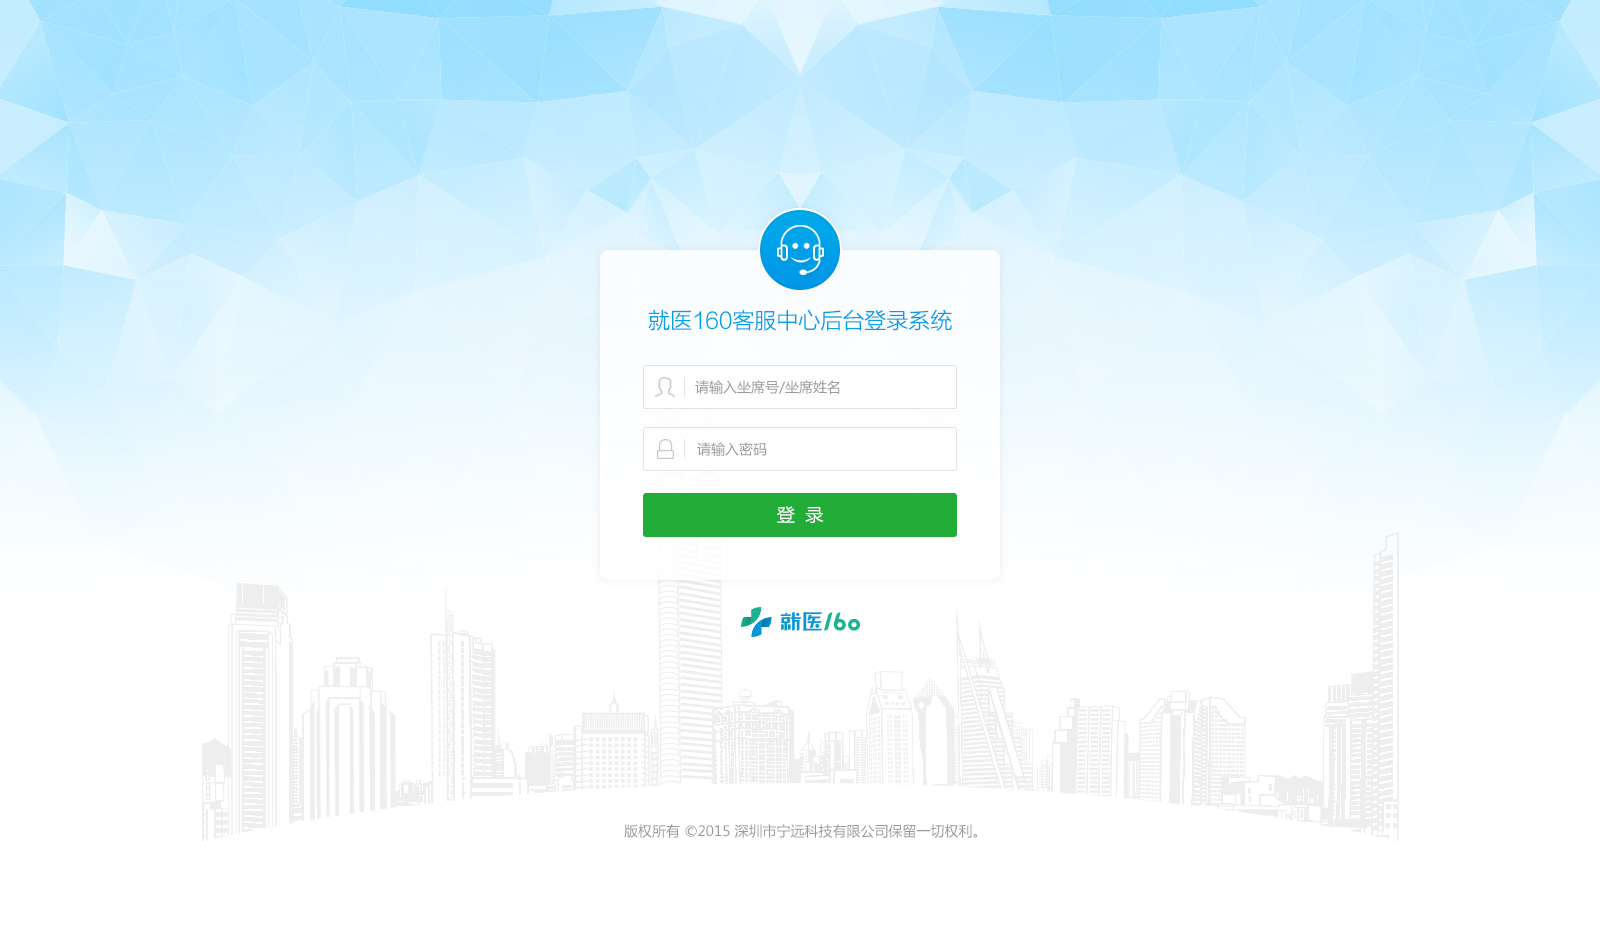 就医160客服中心后台登录系统
请输入坐席号/坐席姓名
请输入密码
登 录
就医160
版权所有 ©2015 深圳市宁远科技有限公司保留一切权利。